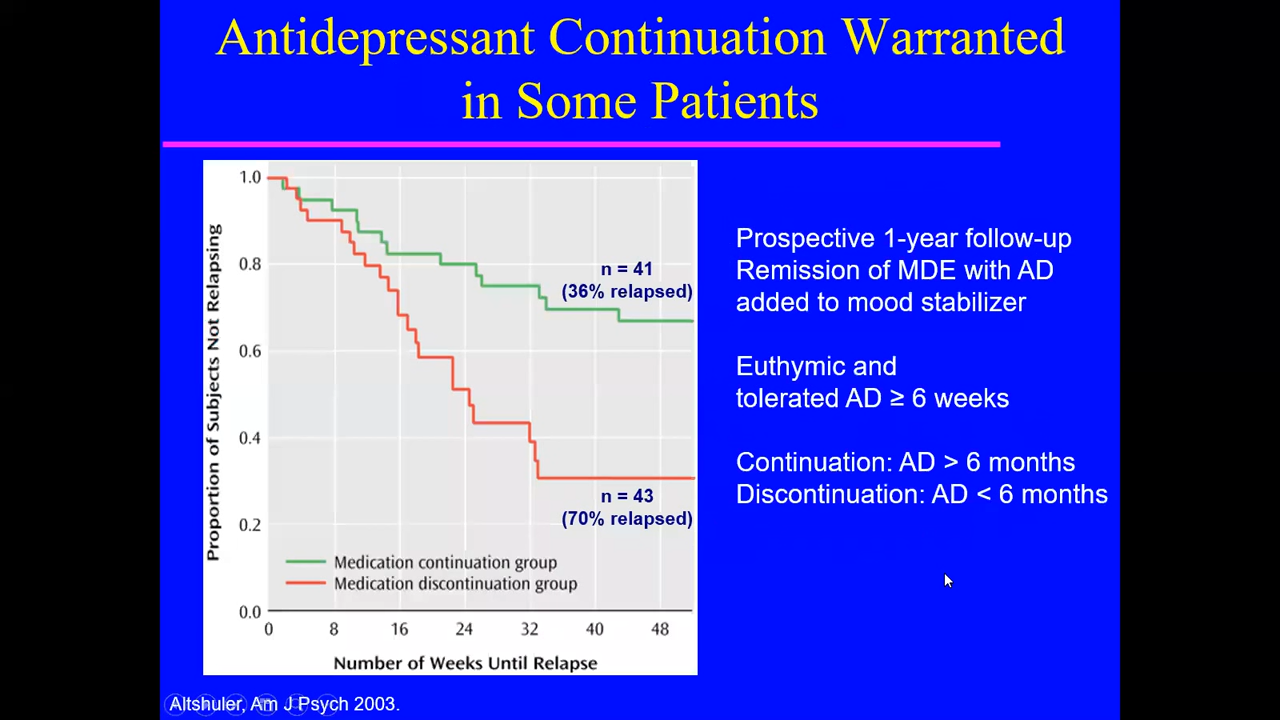 Antidepressant Continuation Warranted
in Some Patients
Proportion of Subjects Not Relapsing
1.0
0.8
0.6
0.4
0.2
0.0
n = 41
(36% relapsed)
n = 43
(70% relapsed)
Medication continuation group
Medication discontinuation group
0 8 16 24 32 40 48
Number of Weeks Until Relapse
Prospective 1-year follow-up
Remission of MDE with AD
added to mood stabilizer
Euthymic and
tolerated AD ≥ 6 weeks
Continuation: AD > 6 months
Discontinuation: AD < 6 months
Altshuler, Am J Psych 2003.